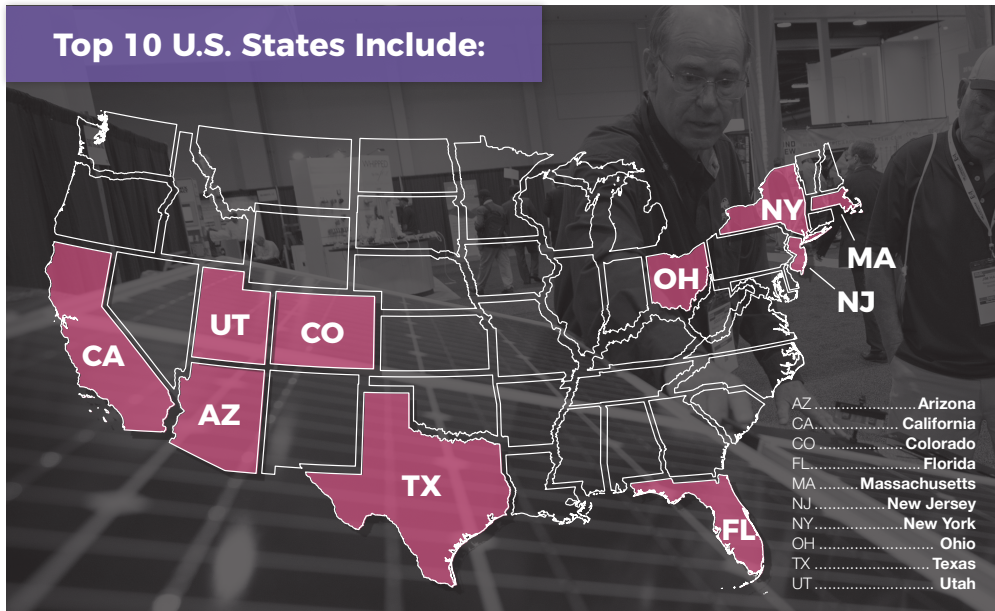 Top 10 U.S. States Include:
NY
MA
NJ
OH
UT
CO
CA
AZ
TX
FL
AZ.......................Arizona
CA...................California
CO.........................Colorado
FL.........................Florida
MA.........Massachusetts
NJ................New Jersey
NY....................New York
OH.......................... Ohio
TX..........................Texas
UT........................... Utah